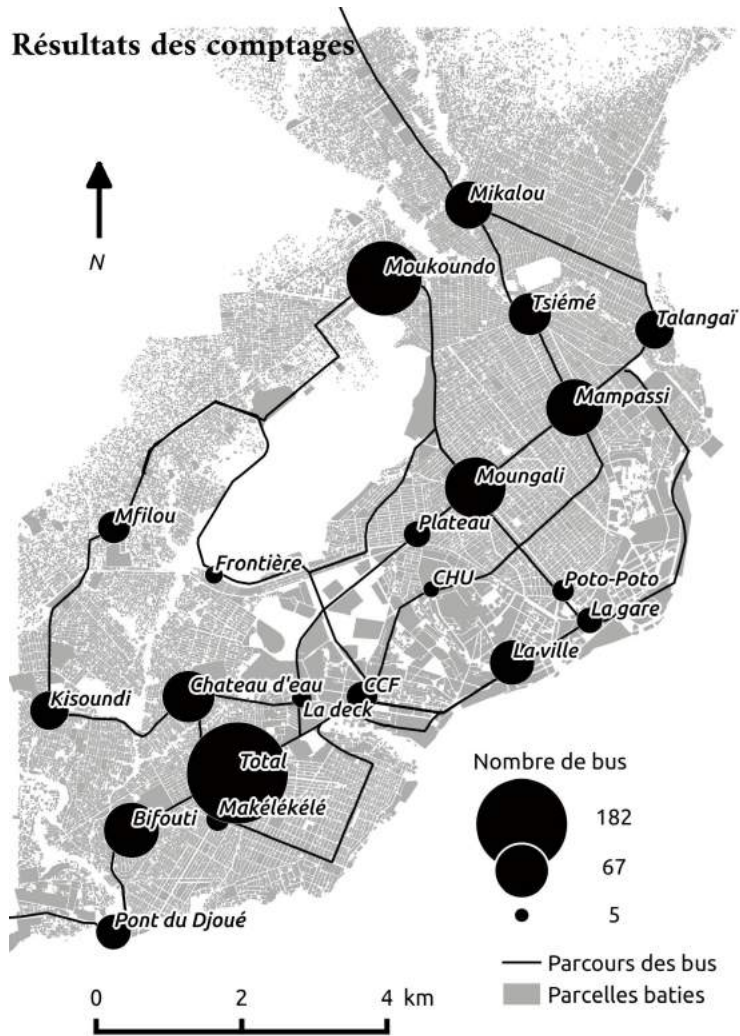 Résultats des comptages
N
Mikalou
Moukoundo
Tsiémé
Talangaï
Mampassi
Moungali
Mfilou
Plateau
Frontière
CHU
Poto-Poto
La gare
La ville
Kisoundi
Chateau d'eau
CCF
La deck
Total
Makélékélé
Bifouti
Pont du Djoué
Nombre de bus
182
67
5
Parcours des bus
Parcelles baties
0 2 4 km